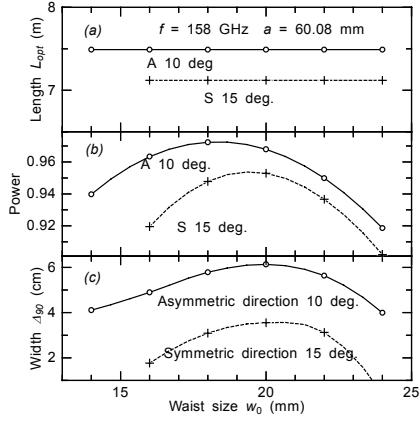 8
(a) f = 158 GHz a = 60.08 mm
A 10 deg
7
S 15 deg.
Length Lopt (m)
(b)
0.96
A 10 deg.
0.94
0.92
S 15 deg.
Power
(c)
6
Asymmetric direction 10 deg.
4
Symmetric direction 15 deg.
2
Width Δ90 (cm)
15 20 25
Waist size w0 (mm)